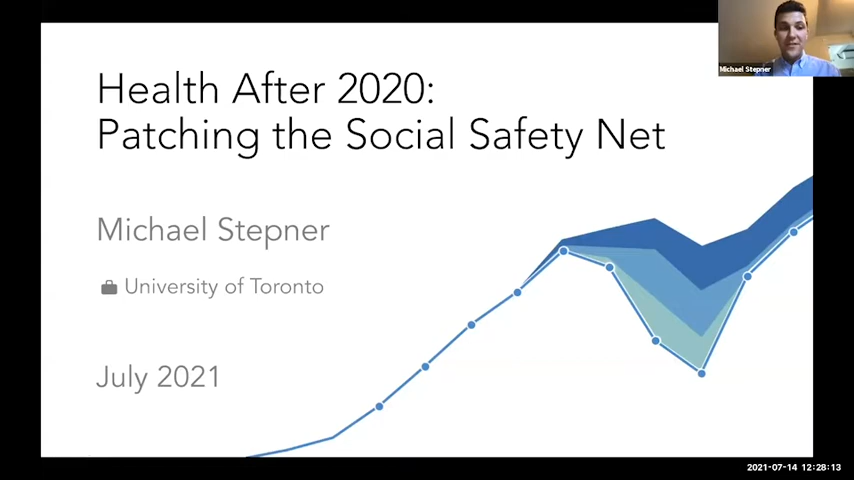 Health After 2020:
Patching the Social Safety Net
Michael Stepner
University of Toronto
July 2021
Michael Stepner
2021-07-14 12:28:13